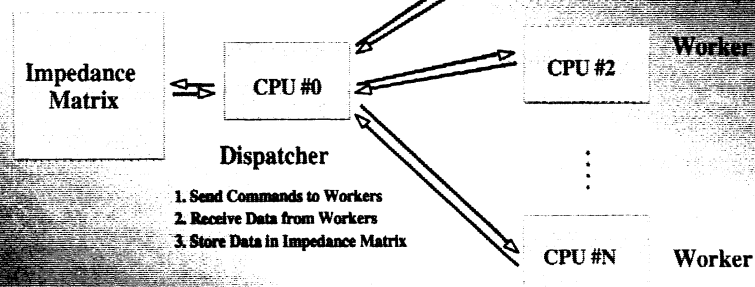 Impedance
Matrix
CPU #0
Dispatcher
1. Send Commands to Workers
2. Receive Data from Workers
3. Store Data in Impedance Matrix
CPU #2
Worker
CPU #N
Worker